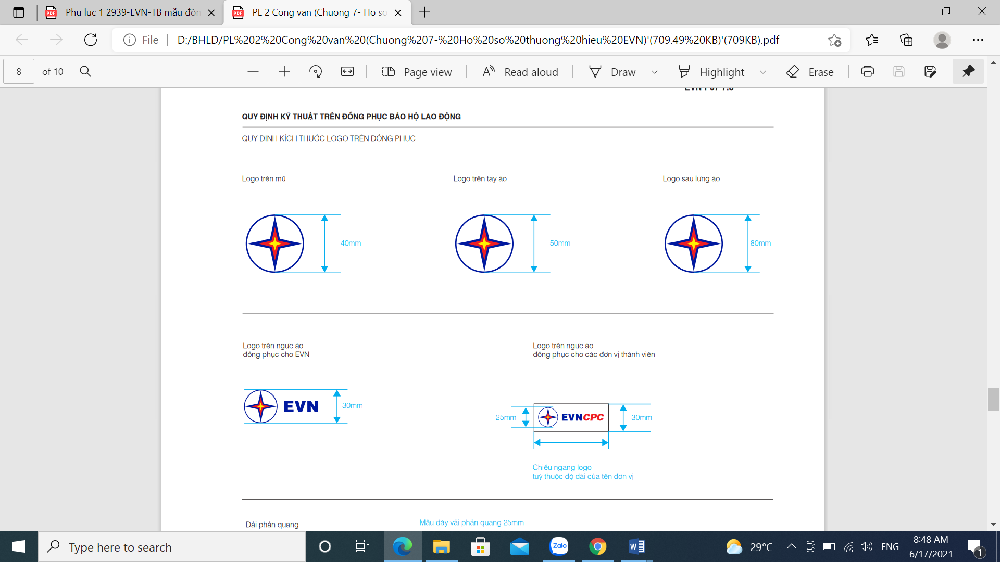 Phu luc 1 2939-EVN-TB mẫu đồn
PL 2 Cong van (Chuong 7- Ho so
File
D:/BHLD/PL%202%20Cong%20van%20(Chuong%207-%20Ho%20so%20thuong%20hieu%20EVN)'(709.49%20KB)'(709KB).pdf
8 of 10
Page view
Read aloud
Draw
Highlight
Erase
QUY ĐỊNH KỸ THUẬT TRÊN ĐỒNG PHỤC BẢO HỘ LAO ĐỘNG
QUY ĐỊNH KÍCH THƯỚC LOGO TRÊN ĐỒNG PHỤC
Logo trên mũ
Logo trên tay áo
Logo sau lưng áo
40mm
50mm
80mm
Logo trên ngực áo
đồng phục cho EVN
Logo trên ngực áo
đồng phục cho các đơn vị thành viên
EVN
30mm
25mm
EVNCPC
30mm
Chiều ngang logo
tuỳ thuộc độ dài của tên đơn vị
Dải phản quang
Mẫu dây vải phản quang 25mm
Type here to search
Zalo
29°C
ENG
8:48 AM
6/17/2021
1